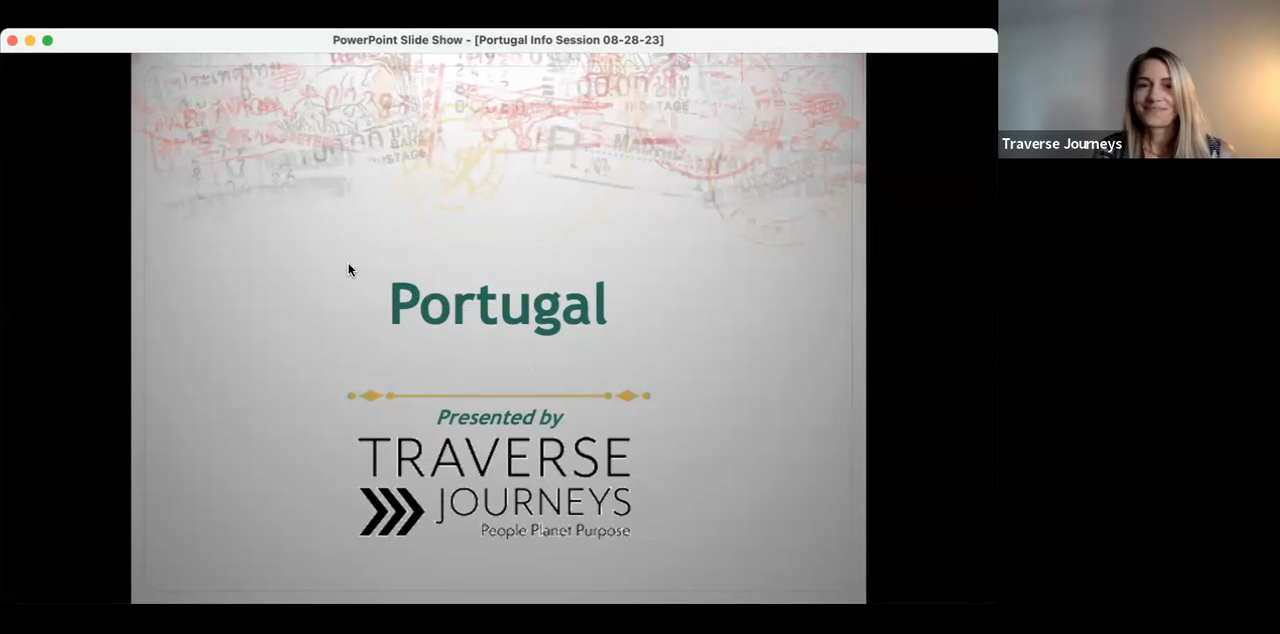 PowerPoint Slide Show - [Portugal Info Session 08-28-23]
POSTAGE
Portugal
Presented by
TRAVERSE
JOURNEYS
People Planet Purpose
Traverse Journeys